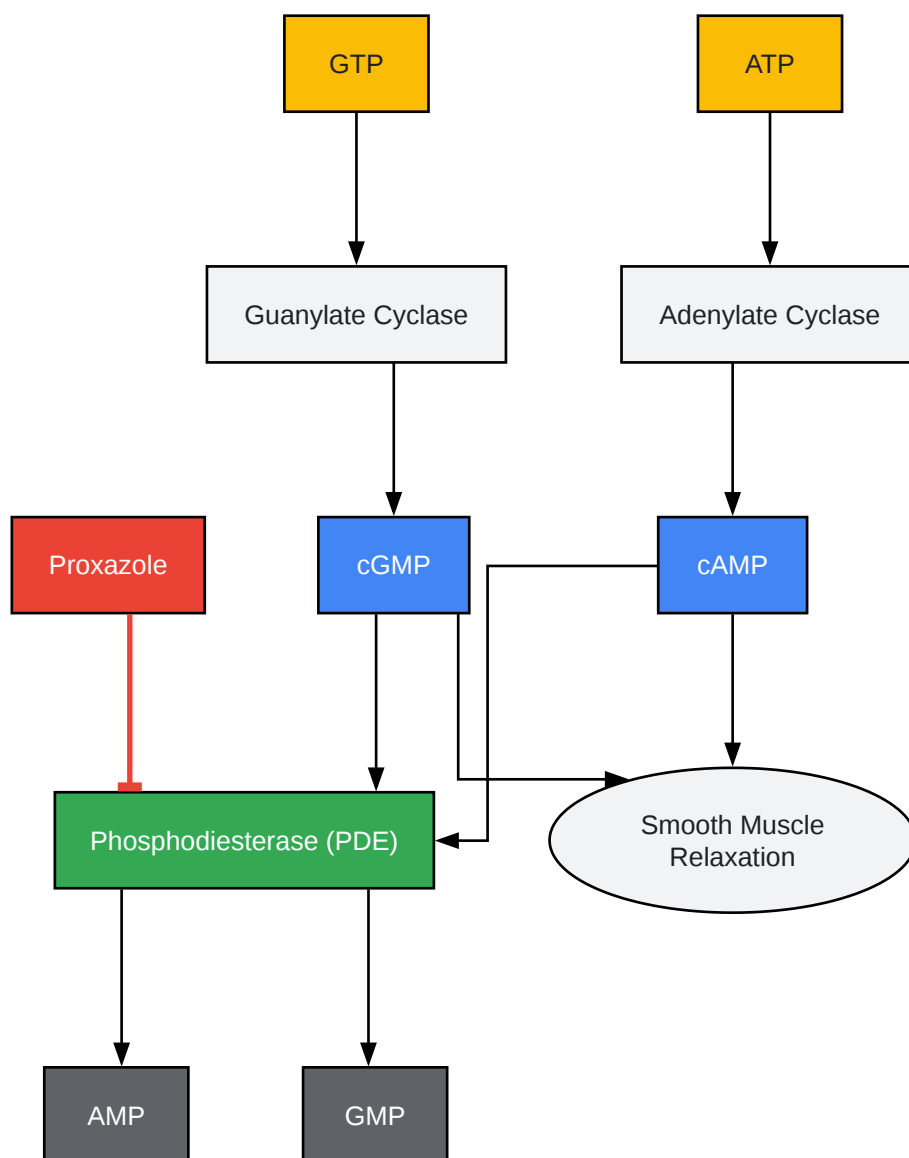 GTP
ATP
Guanylate Cyclase
Adenylate Cyclase
Proxazole
cGMP
cAMP
Phosphodiesterase (PDE)
Smooth Muscle
Relaxation
AMP
GMP